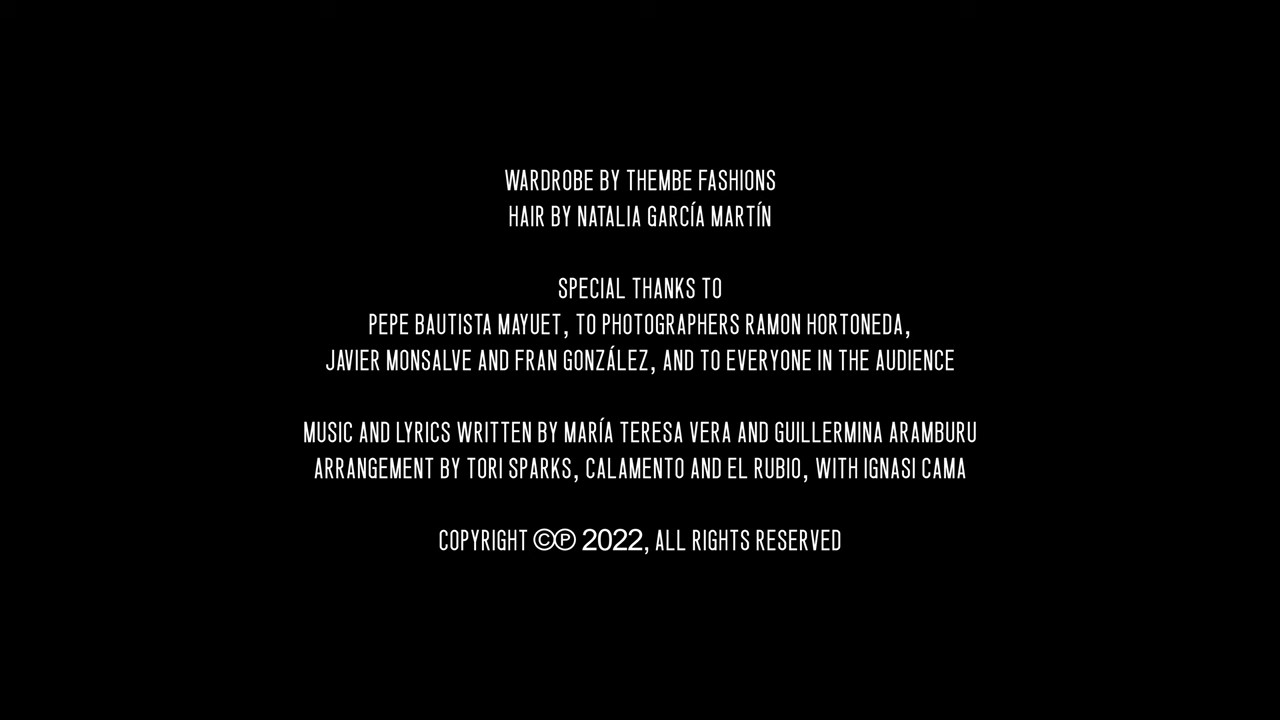 WARDROBE BY THEMBE FASHIONS
HAIR BY NATALIA GARCÍA MARTÍN
SPECIAL THANKS TO
PEPE BAUTISTA MAYUET, TO PHOTOGRAPHERS RAMON HORTONEDA,
JAVIER MONSALVE AND FRAN GONZÁLEZ, AND TO EVERYONE IN THE AUDIENCE
MUSIC AND LYRICS WRITTEN BY MARÍA TERESA VERA AND GUILLERMINA ARAMBURU
ARRANGEMENT BY TORI SPARKS, CALAMENTO AND EL RUBIO, WITH IGNASI CAMA
COPYRIGHT ©℗ 2022, ALL RIGHTS RESERVED